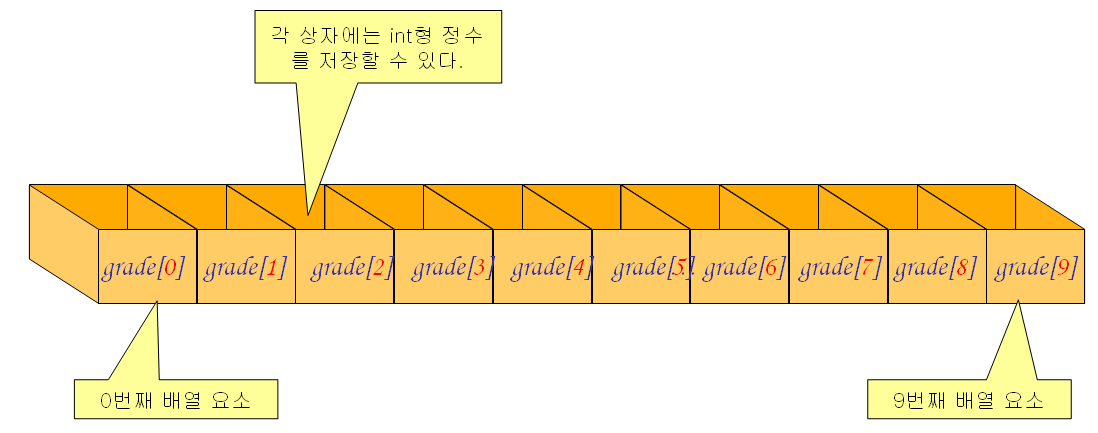 각 상자에는 int형 정수
를 저장할 수 있다.
grade[0] grade[1] grade[2] grade[3] grade[4] grade[5] grade[6] grade[7] grade[8] grade[9]
0번째 배열 요소
9번째 배열 요소